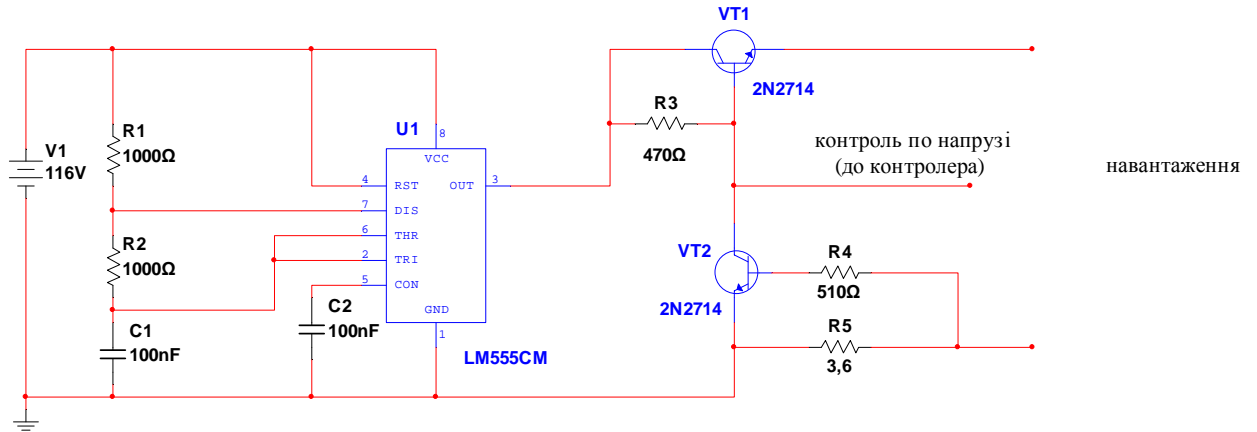 VT1
2N2714
R3
470Ω
V1
116V
R1
1000Ω
U1
8
VCC
4
RST
OUT
3
7
DIS
6
THR
2
TRI
5
CON
GND
1
LM555CM
R2
1000Ω
C1
100nF
C2
100nF
контроль по напрузі
(до контролера)
навантаження
VT2
2N2714
R4
510Ω
R5
3,6